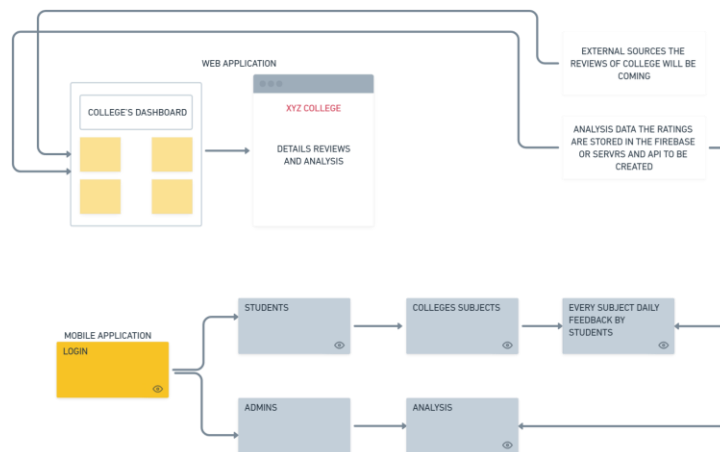 EXTERNAL SOURCES THE
REVIEWS OF COLLEGE WILL BE
COMING
WEB APPLICATION
COLLEGE'S DASHBOARD
XYZ COLLEGE
DETAILS REVIEWS
AND ANALYSIS
ANALYSIS DATA THE RATINGS
ARE STORED IN THE FIREBASE
OR SERVRS AND API TO BE
CREATED
MOBILE APPLICATION
LOGIN
STUDENTS
COLLEGES SUBJECTS
EVERY SUBJECT DAILY
FEEDBACK BY
STUDENTS
ADMINS
ANALYSIS